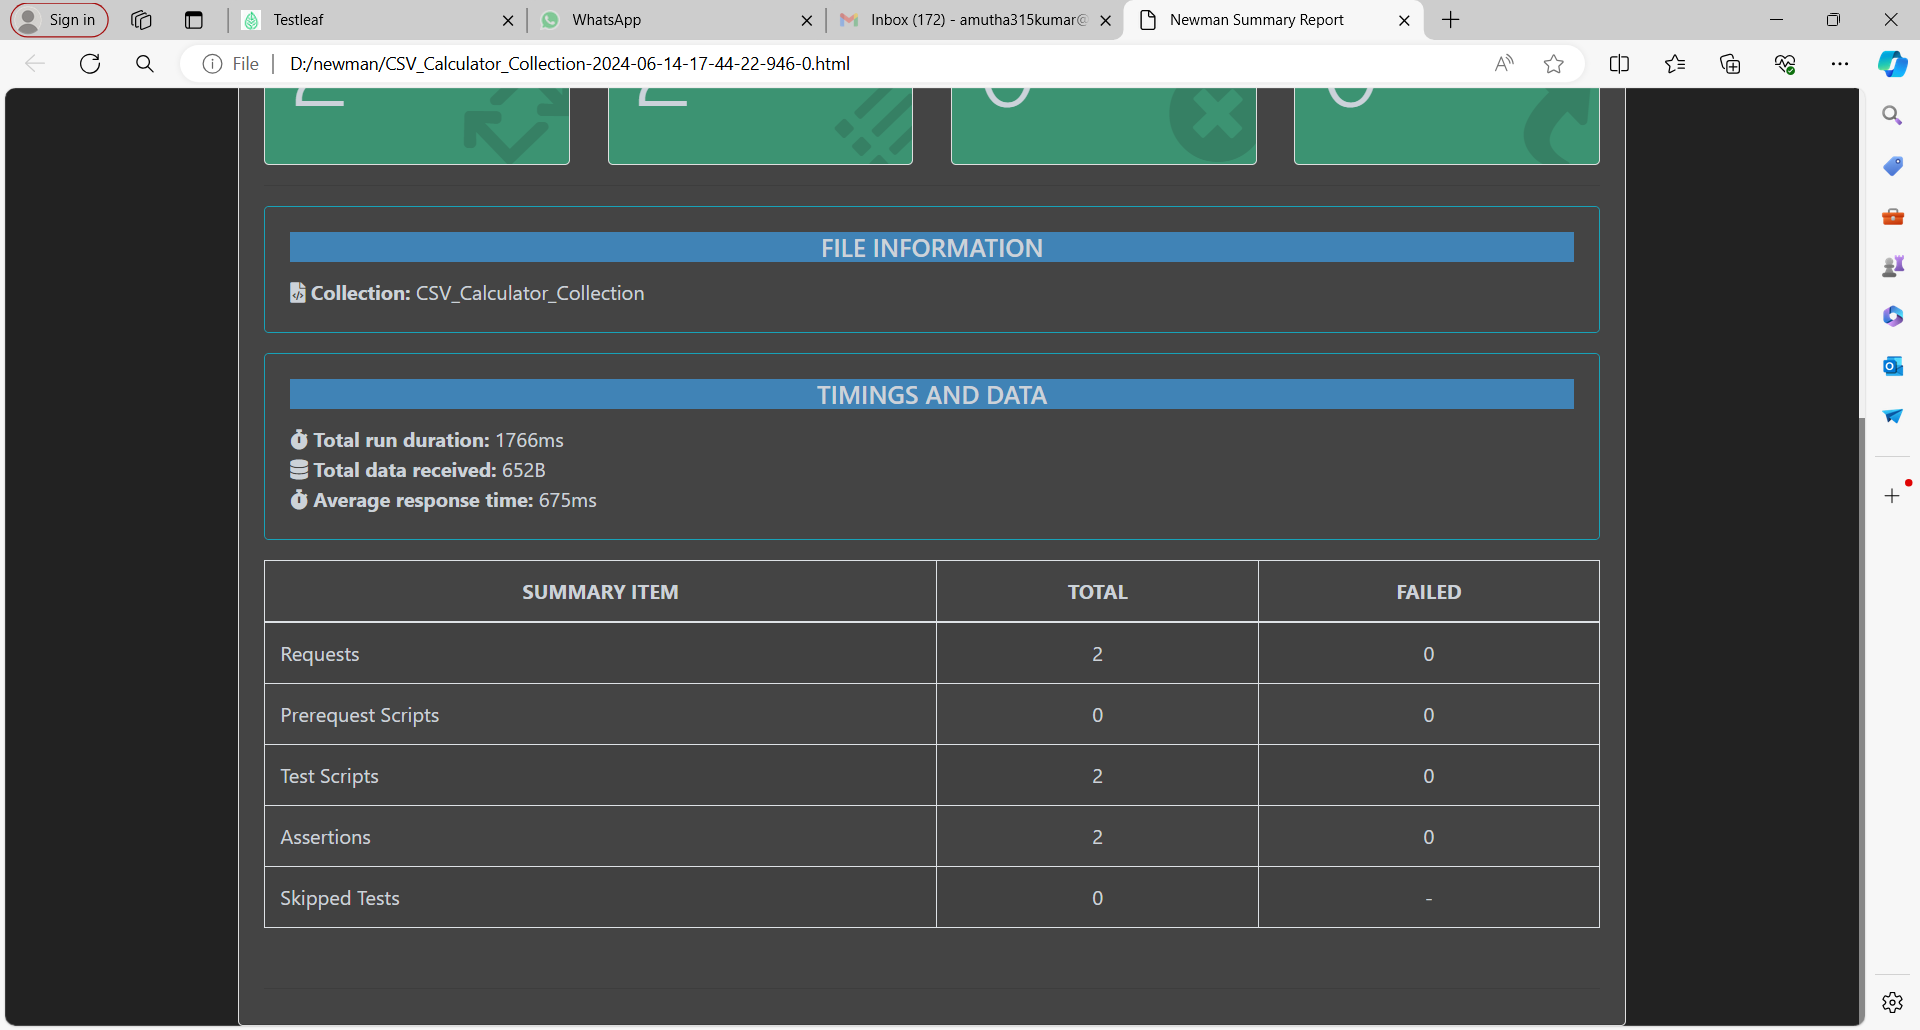 Sign in
Testleaf
WhatsApp
Inbox (172) - amutha315kumar@
Newman Summary Report
File
D:/newman/CSV_Calculator_Collection-2024-06-14-17-44-22-946-0.html
FILE INFORMATION
Collection: CSV_Calculator_Collection
TIMINGS AND DATA
Total run duration: 1766ms
Total data received: 652B
Average response time: 675ms
SUMMARY ITEM TOTAL FAILED
Requests 2 0
Prerequest Scripts 0 0
Test Scripts 2 0
Assertions 2 0
Skipped Tests 0 -